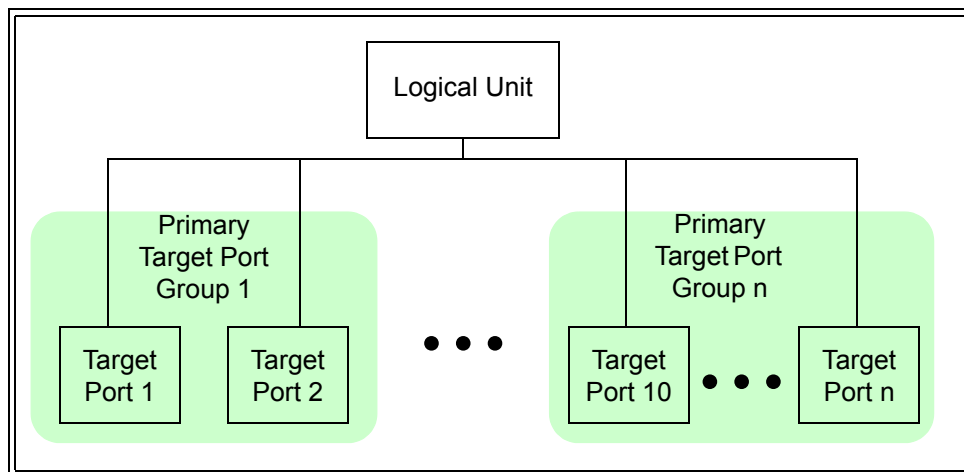 Logical Unit
Primary
Target Port
Group 1
Primary
Target Port
Group n
Target
Port 1
Target
Port 2
Target
Port 10
Target
Port n